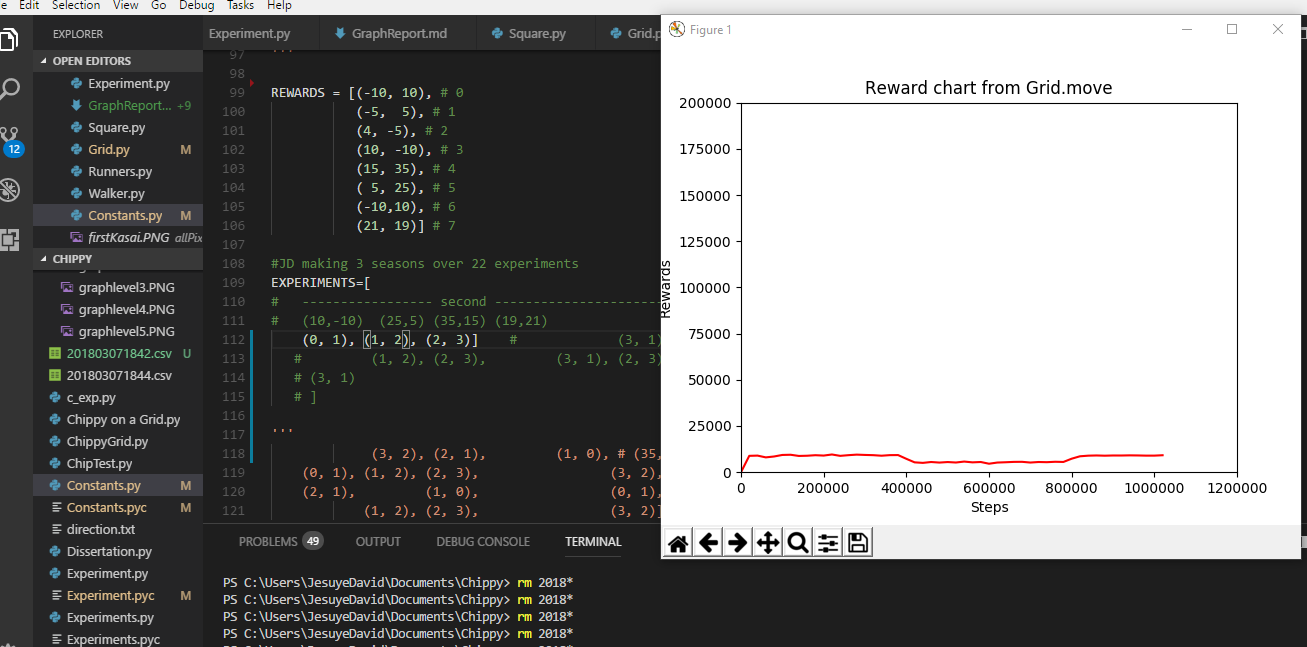 Edit Selection View Go Debug Tasks Help
EXPLORER
OPEN EDITORS
Experiment.py
GraphReport... +9
Square.py
Grid.py M
Runners.py
Walker.py
Constants.py M
firstKasai.PNG allPix
CHIPPY
graphlevel3.PNG
graphlevel4.PNG
graphlevel5.PNG
201803071842.csv U
201803071844.csv
c_exp.py
Chippy on a Grid.py
ChippyGrid.py
ChipTest.py
Constants.py M
Constants.pyc M
direction.txt
Dissertation.py
Experiment.py
Experiment.pyc M
Experiments.py
Experiments.pyc
12
Experiment.py GraphReport.md Square.py Grid.p
97 '''
98
99 REWARDS = [(-10, 10), # 0
100 (-5,  5), # 1
101 (4, -5), # 2
102 (10, -10), # 3
103 (15, 35), # 4
104 ( 5, 25), # 5
105 (-10,10), # 6
106 (21, 19)] # 7
107
108 #JD making 3 seasons over 22 experiments
109 EXPERIMENTS=[
110 # ----------------- second ----------------------
111 # (10,-10) (25,5) (35,15) (19,21)
112 (0, 1), (1, 2), (2, 3)] # (3, 1)
113 # (1, 2), (2, 3), (3, 1), (2, 3)
114 # (3, 1)
115 # ]
116
117 '''
118 (3, 2), (2, 1), (1, 0), # (35,
119 (0, 1), (1, 2), (2, 3), (3, 2),
120 (2, 1), (1, 0), (0, 1),
121 (1, 2), (2, 3), (3, 2)]
PROBLEMS 49 OUTPUT DEBUG CONSOLE TERMINAL
PS C:\Users\JesuyeDavid\Documents\Chippy> rm 2018*
PS C:\Users\JesuyeDavid\Documents\Chippy> rm 2018*
PS C:\Users\JesuyeDavid\Documents\Chippy> rm 2018*
PS C:\Users\JesuyeDavid\Documents\Chippy> rm 2018*
Figure 1
Reward chart from Grid.move
200000
175000
150000
125000
100000
75000
50000
25000
0
Rewards
0 200000 400000 600000 800000 1000000 1200000
Steps